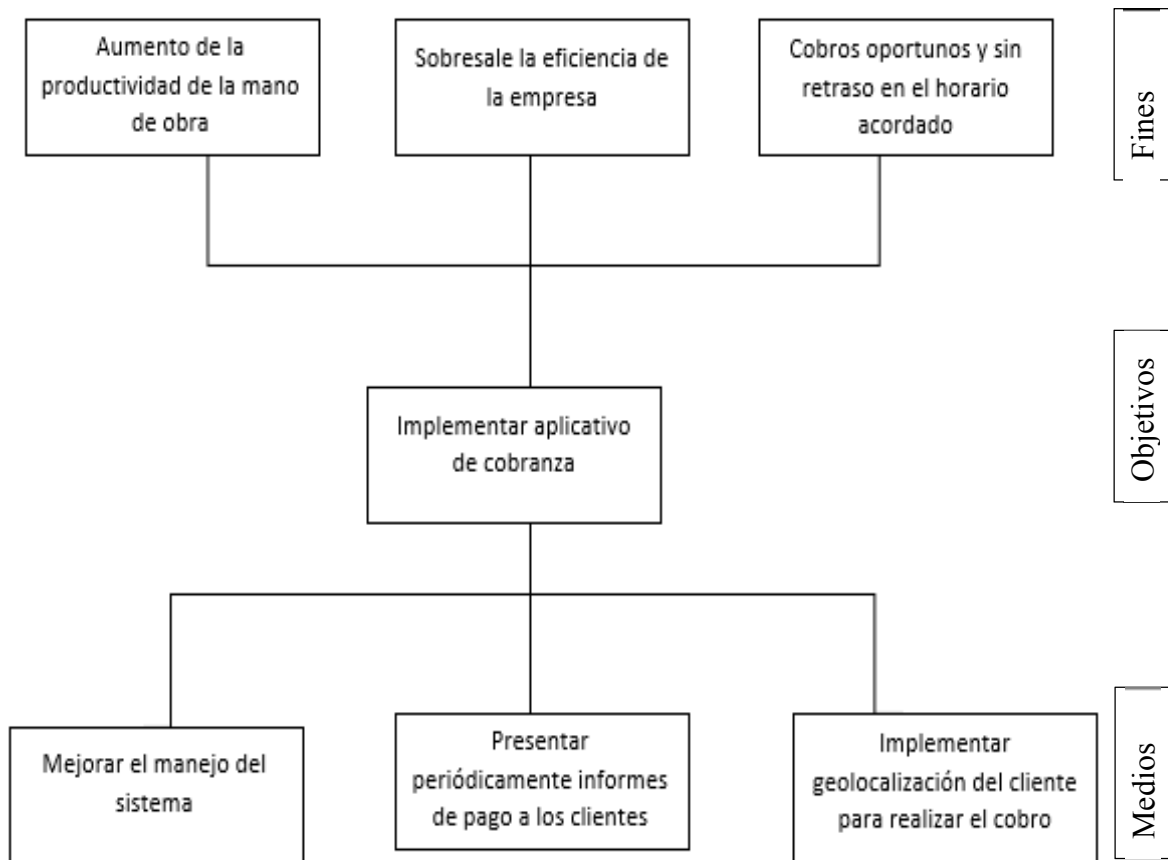 Aumento de la
productividad de la mano
de obra
Sobresale la eficiencia de
la empresa
Cobros oportunos y sin
retraso en el horario
acordado
Fines
Implementar aplicativo
de cobranza
Objetivos
Mejorar el manejo del
sistema
Presentar
periódicamente informes
de pago a los clientes
Implementar
geolocalización del cliente
para realizar el cobro
Medios